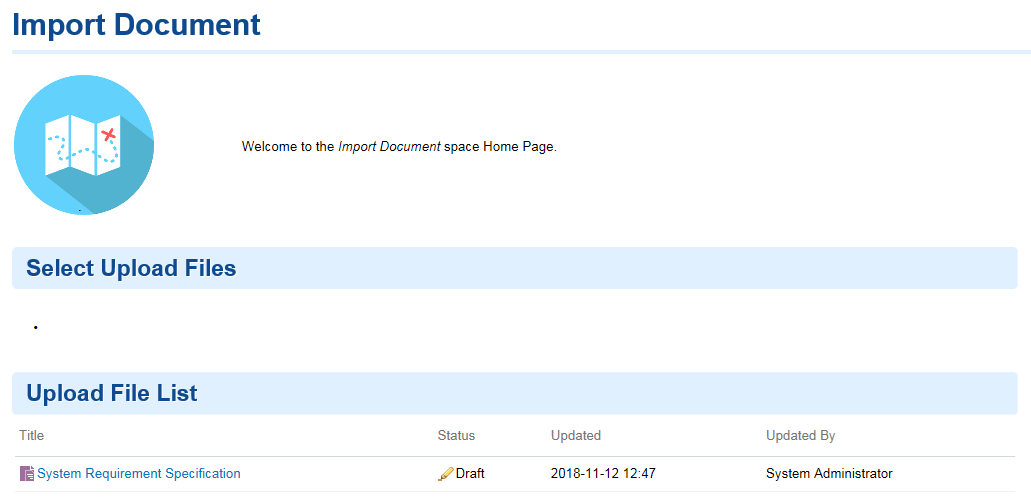 Import Document
Welcome to the Import Document space Home Page.
Select Upload Files
Upload File List
Title Status Updated Updated By
System Requirement Specification Draft 2018-11-12 12:47 System Administrator